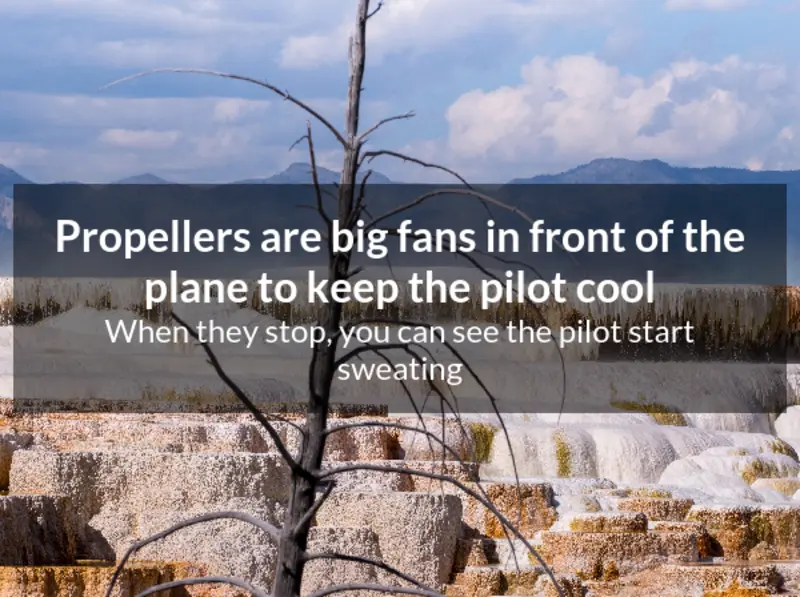 Propellers are big fans in front of the
plane to keep the pilot cool
When they stop, you can see the pilot start
sweating